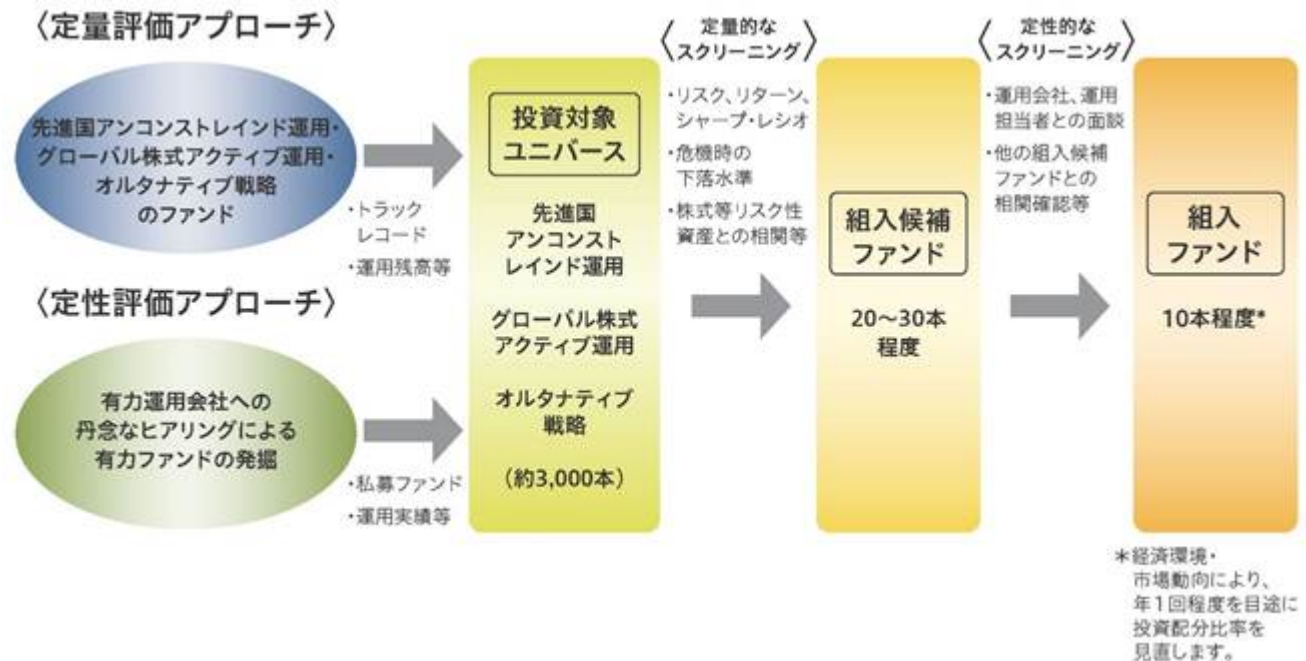 〈定量評価アプローチ〉
先進国アンコンストレインド運用・
グローバル株式アクティブ運用・
オルタナティブ戦略
のファンド
・トラック
レコード
・運用残高等
〈定性評価アプローチ〉
有力運用会社への
丹念なヒアリングによる
有力ファンドの発掘
・私募ファンド
・運用実績等
投資対象
ユニバース
先進国
アンコンスト
レインド運用
グローバル株式
アクティブ運用
オルタナティブ
戦略
(約3,000本)
〈定量的な
スクリーニング〉
・リスク、リターン、
シャープ・レシオ
・危機時の
下落水準
・株式等リスク性
資産との相関等
組入候補
ファンド
20〜30本
程度
〈定性的な
スクリーニング〉
・運用会社、運用
担当者との面談
・他の組入候補
ファンドとの
相関確認等
組入
ファンド
10本程度*
*経済環境・
市場動向により、
年1回程度を目途に
投資配分比率を
見直します。